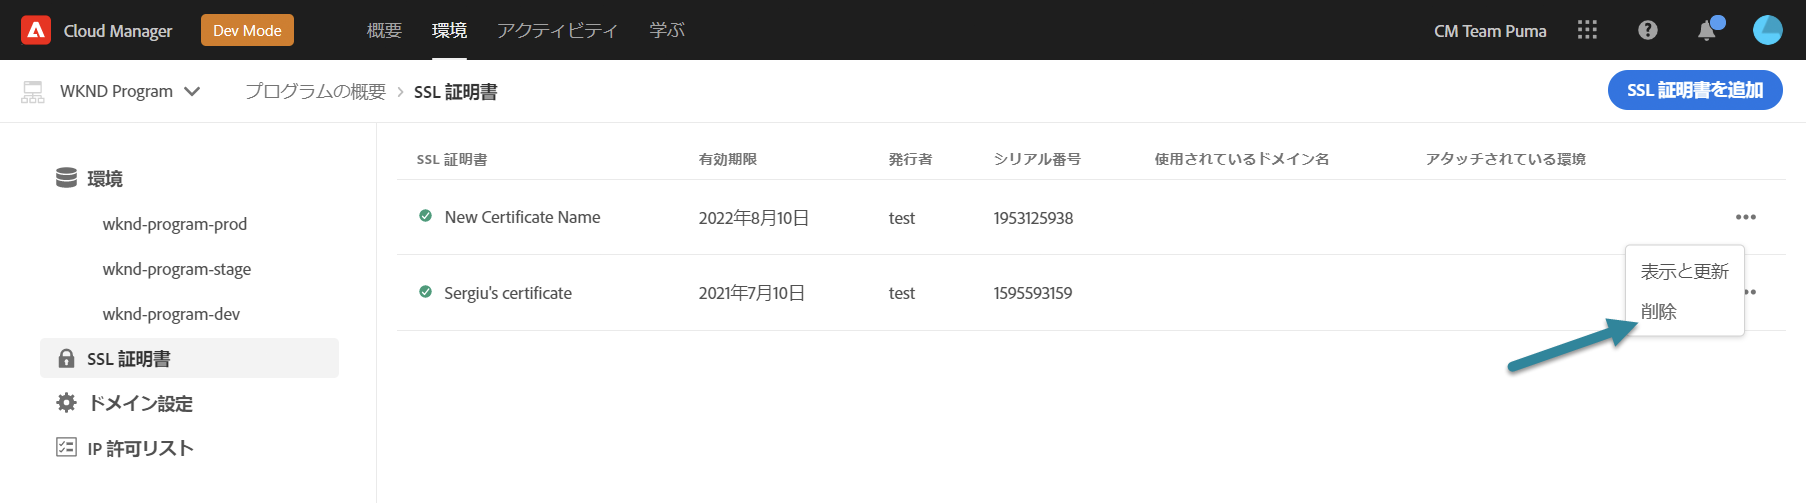 Cloud Manager Dev Mode 概要 環境 アクティビティ 学ぶ CM Team Puma
WKND Program プログラムの概要 › SSL 証明書 SSL 証明書を追加
環境
wknd-program-prod
wknd-program-stage
wknd-program-dev
SSL 証明書
ドメイン設定
IP 許可リスト
SSL 証明書 有効期限 発行者 シリアル番号 使用されているドメイン名 アタッチされている環境
New Certificate Name 2022年8月10日 test 1953125938
Sergiu's certificate 2021年7月10日 test 1595593159
表示と更新
削除